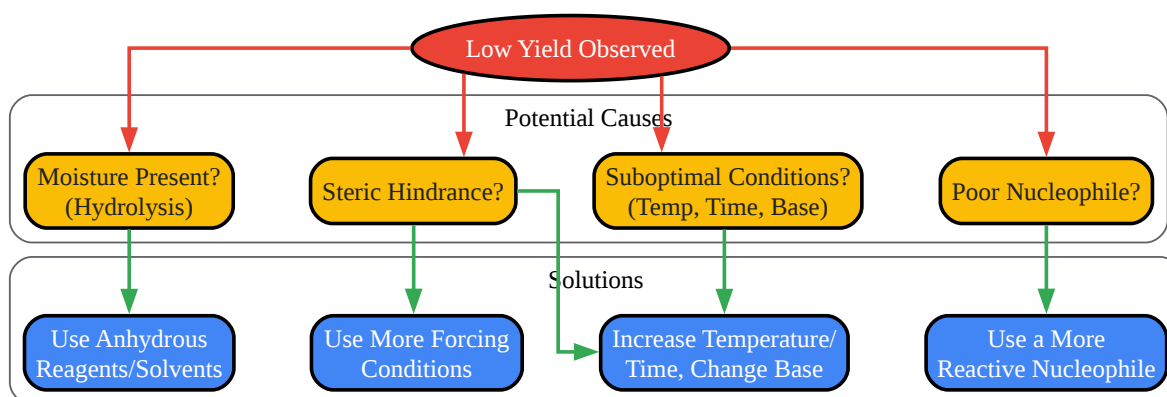 Low Yield Observed
Potential Causes
Moisture Present?
(Hydrolysis)
Steric Hindrance?
Suboptimal Conditions?
(Temp, Time, Base)
Poor Nucleophile?
Solutions
Use Anhydrous
Reagents/Solvents
Use More Forcing
Conditions
Increase Temperature/
Time, Change Base
Use a More
Reactive Nucleophile